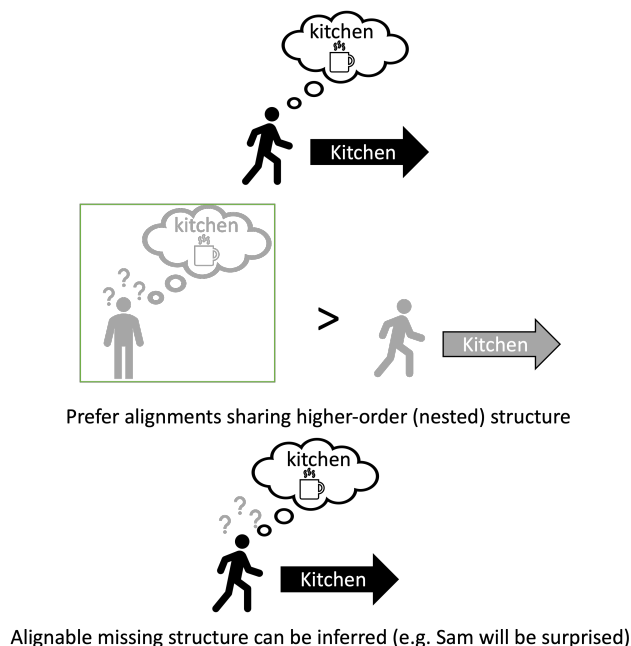 kitchen
Kitchen
kitchen
? ? ?
>
Kitchen
Prefer alignments sharing higher-order (nested) structure
kitchen
? ? ?
Kitchen
Alignable missing structure can be inferred (e.g. Sam will be surprised)